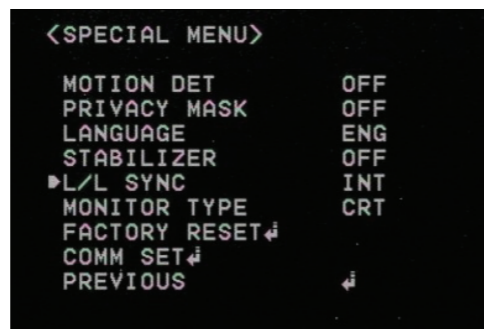 <SPECIAL MENU>
MOTION DET OFF
PRIVACY MASK OFF
LANGUAGE ENG
STABILIZER OFF
L/L SYNC INT
MONITOR TYPE CRT
FACTORY RESET↲
COMM SET↲
PREVIOUS ↲